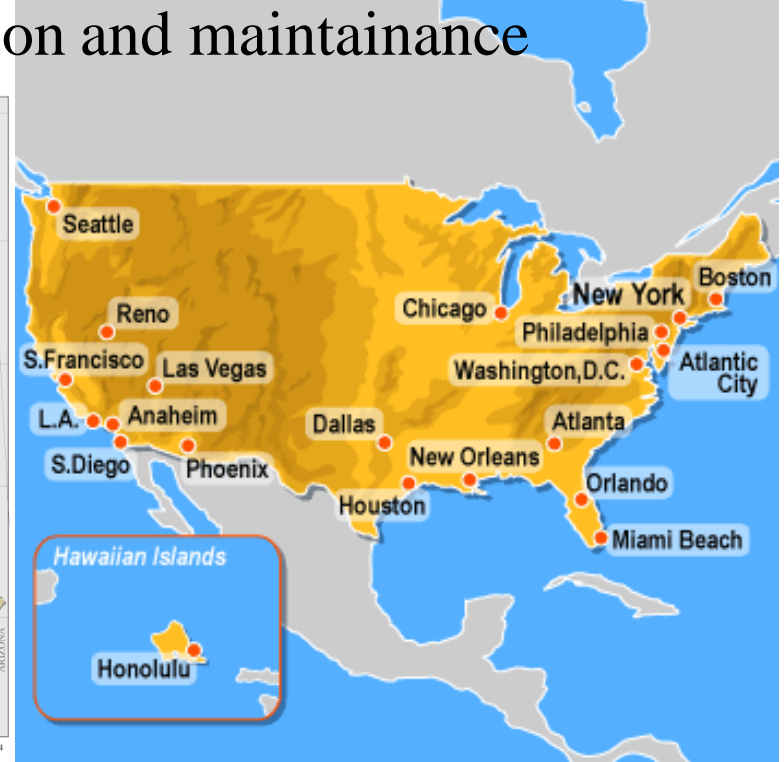 on and maintainance
Seattle
Boston
New York
Reno
Chicago
Philadelphia
S.Francisco
Las Vegas
Washington,D.C.
Atlantic
City
L.A.
Anaheim
Dallas
Atlanta
S.Diego
Phoenix
New Orleans
Houston
Orlando
Miami Beach
Hawaiian Islands
Honolulu
ARIZONA